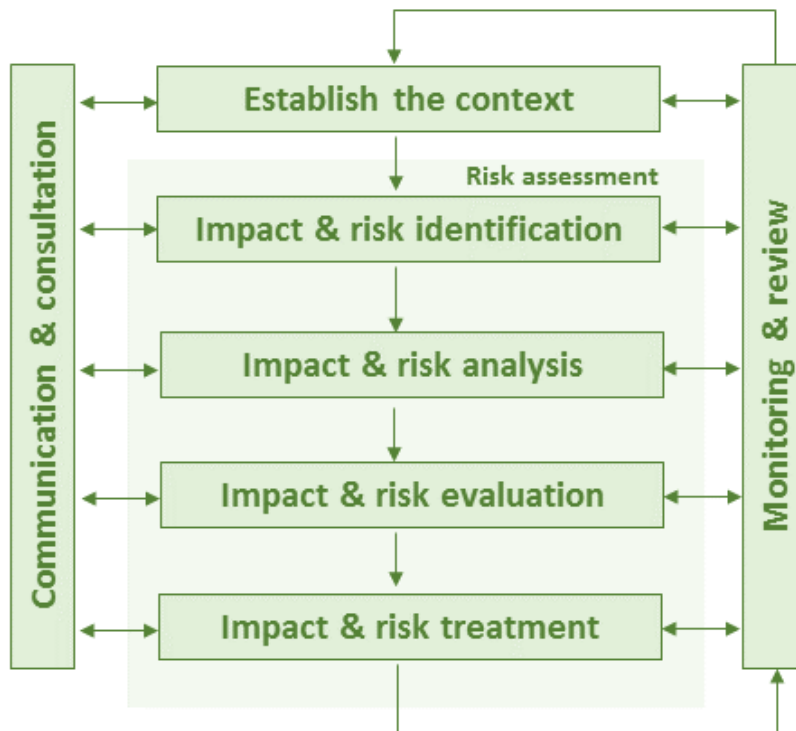 Establish the context
Risk assessment
Impact & risk identification
Impact & risk analysis
Impact & risk evaluation
Impact & risk treatment
Communication & consultation
Monitoring & review